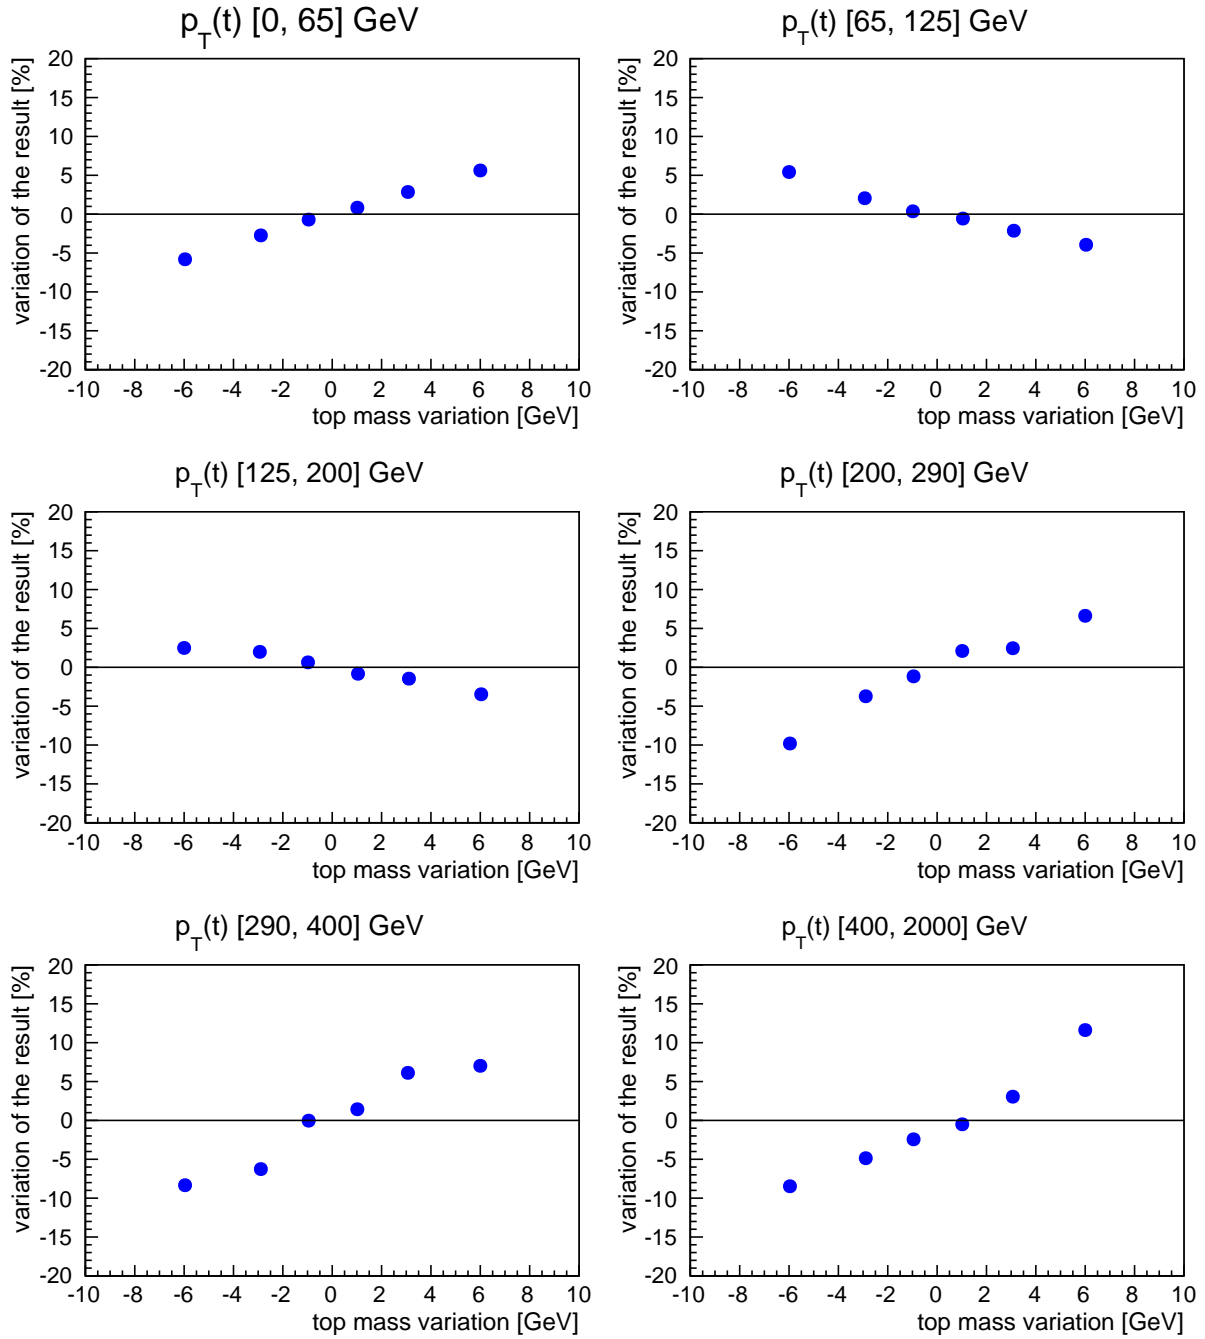 p_T(t) [0, 65] GeV
variation of the result [%]
20
15
10
5
0
-5
-10
-15
-20
-10 -8 -6 -4 -2 0 2 4 6 8 10
top mass variation [GeV]
p_T(t) [65, 125] GeV
variation of the result [%]
20
15
10
5
0
-5
-10
-15
-20
-10 -8 -6 -4 -2 0 2 4 6 8 10
top mass variation [GeV]
p_T(t) [125, 200] GeV
variation of the result [%]
20
15
10
5
0
-5
-10
-15
-20
-10 -8 -6 -4 -2 0 2 4 6 8 10
top mass variation [GeV]
p_T(t) [200, 290] GeV
variation of the result [%]
20
15
10
5
0
-5
-10
-15
-20
-10 -8 -6 -4 -2 0 2 4 6 8 10
top mass variation [GeV]
p_T(t) [290, 400] GeV
variation of the result [%]
20
15
10
5
0
-5
-10
-15
-20
-10 -8 -6 -4 -2 0 2 4 6 8 10
top mass variation [GeV]
p_T(t) [400, 2000] GeV
variation of the result [%]
20
15
10
5
0
-5
-10
-15
-20
-10 -8 -6 -4 -2 0 2 4 6 8 10
top mass variation [GeV]